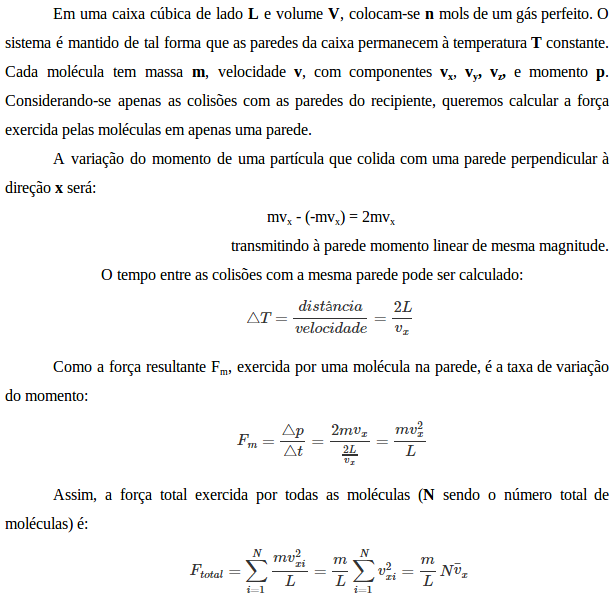 Em uma caixa cúbica de lado L e volume V, colocam-se n mols de um gás perfeito. O
sistema é mantido de tal forma que as paredes da caixa permanecem à temperatura T constante.
Cada molécula tem massa m, velocidade v, com componentes vₓ, v_y, v_z, e momento p.
Considerando-se apenas as colisões com as paredes do recipiente, queremos calcular a força
exercida pelas moléculas em apenas uma parede.
A variação do momento de uma partícula que colida com uma parede perpendicular à
direção x será:
mvₓ - (-mvₓ) = 2mvₓ
transmitindo à parede momento linear de mesma magnitude.
O tempo entre as colisões com a mesma parede pode ser calculado:
△T = \frac{distância}{velocidade} = \frac{2L}{v_x}
Como a força resultante F_m, exercida por uma molécula na parede, é a taxa de variação
do momento:
F_m = \frac{△p}{△t} = \frac{2mv_x}{\frac{2L}{v_x}} = \frac{mv_x^2}{L}
Assim, a força total exercida por todas as moléculas (N sendo o número total de
moléculas) é:
F_{total} = \sum_{i=1}^{N} \frac{mv_{xi}^2}{L} = \frac{m}{L} \sum_{i=1}^{N} v_{xi}^2 = \frac{m}{L} N\bar{v}_x